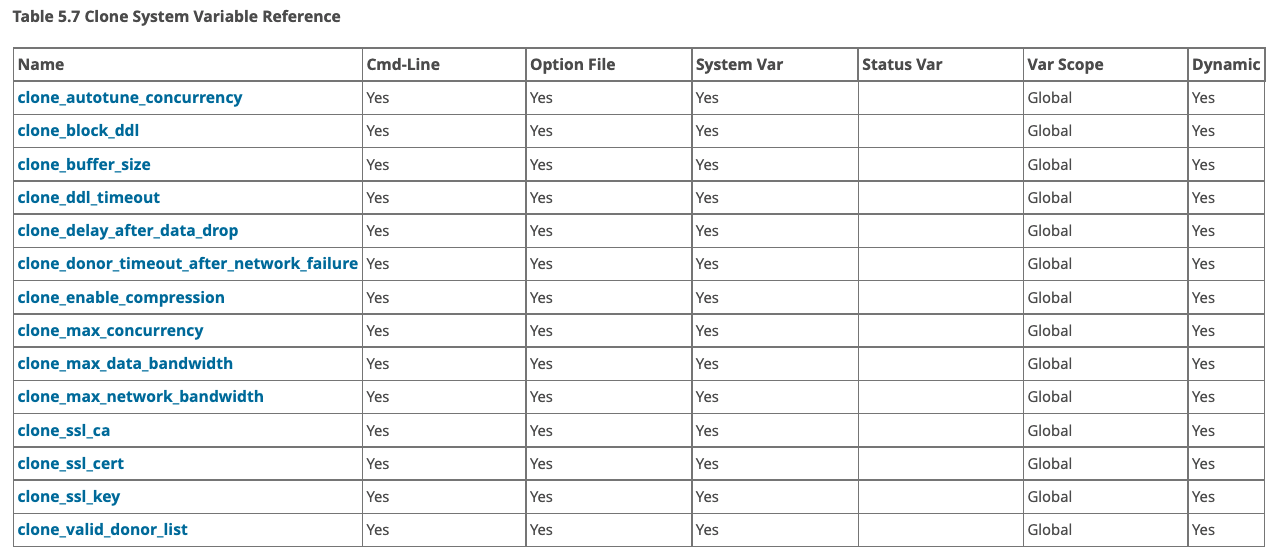 Table 5.7 Clone System Variable Reference
Name Cmd-Line Option File System Var Status Var Var Scope Dynamic
clone_autotune_concurrency Yes Yes Yes Global Yes
clone_block_ddl Yes Yes Yes Global Yes
clone_buffer_size Yes Yes Yes Global Yes
clone_ddl_timeout Yes Yes Yes Global Yes
clone_delay_after_data_drop Yes Yes Yes Global Yes
clone_donor_timeout_after_network_failure Yes Yes Yes Global Yes
clone_enable_compression Yes Yes Yes Global Yes
clone_max_concurrency Yes Yes Yes Global Yes
clone_max_data_bandwidth Yes Yes Yes Global Yes
clone_max_network_bandwidth Yes Yes Yes Global Yes
clone_ssl_ca Yes Yes Yes Global Yes
clone_ssl_cert Yes Yes Yes Global Yes
clone_ssl_key Yes Yes Yes Global Yes
clone_valid_donor_list Yes Yes Yes Global Yes